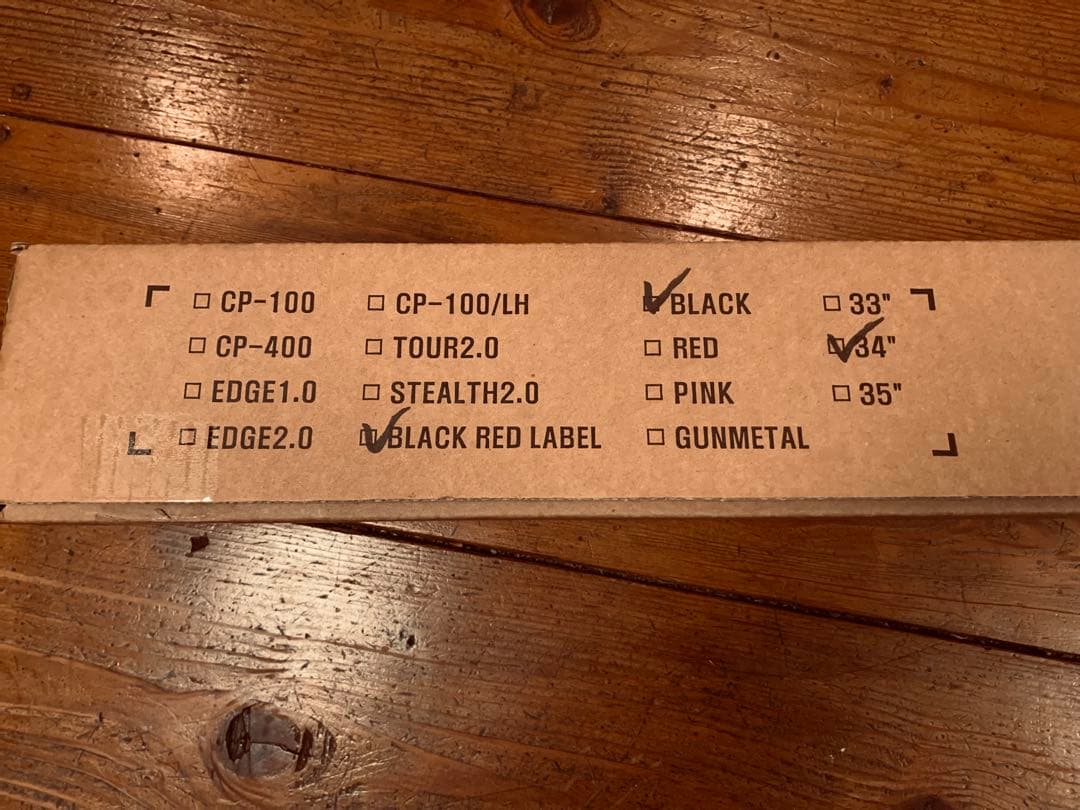 ☐ CP-100 ☐ CP-100/LH ☑ BLACK ☐ 33"
☐ CP-400 ☐ TOUR2.0 ☐ RED ☑ 34"
☐ EDGE1.0 ☐ STEALTH2.0 ☐ PINK ☐ 35"
☐ EDGE2.0 ☑ BLACK RED LABEL ☐ GUNMETAL